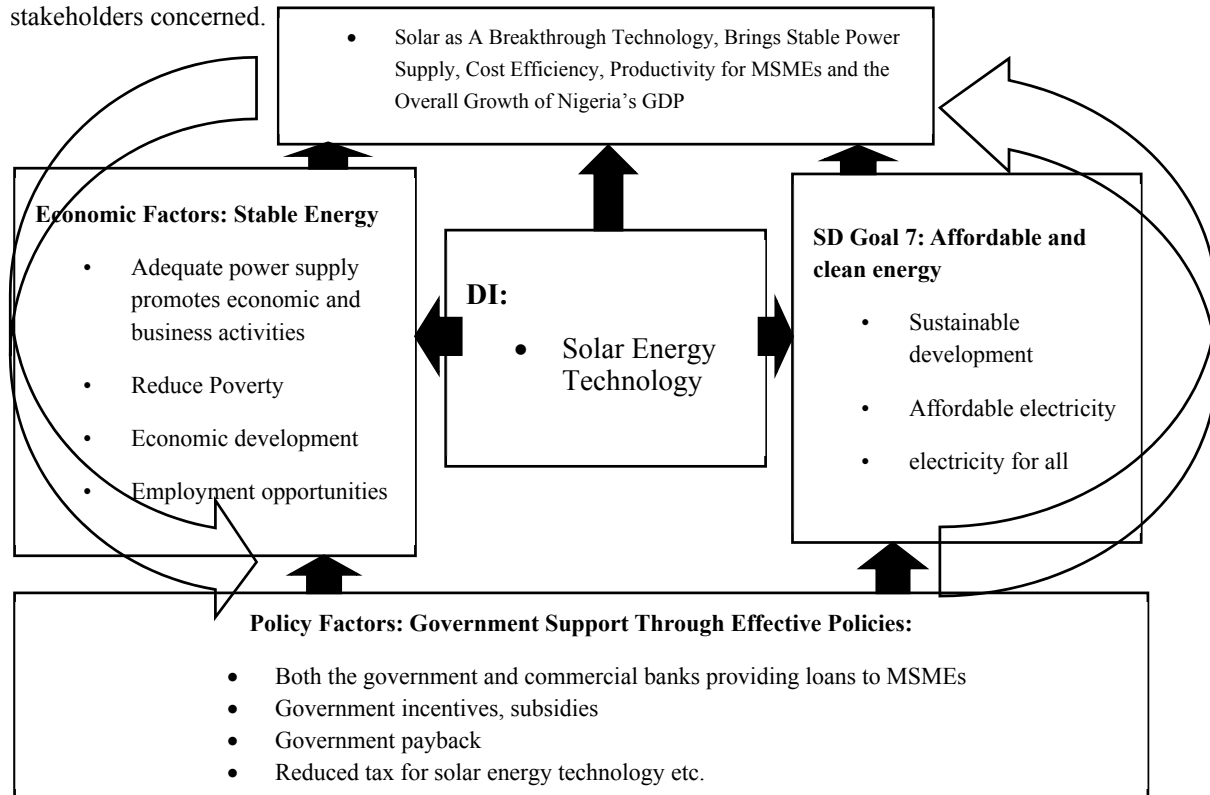 stakeholders concerned.
• Solar as A Breakthrough Technology, Brings Stable Power
Supply, Cost Efficiency, Productivity for MSMEs and the
Overall Growth of Nigeria's GDP
Economic Factors: Stable Energy
• Adequate power supply
promotes economic and
business activities
• Reduce Poverty
• Economic development
• Employment opportunities
DI:
• Solar Energy
Technology
SD Goal 7: Affordable and
clean energy
• Sustainable
development
• Affordable electricity
• electricity for all
Policy Factors: Government Support Through Effective Policies:
• Both the government and commercial banks providing loans to MSMEs
• Government incentives, subsidies
• Government payback
• Reduced tax for solar energy technology etc.